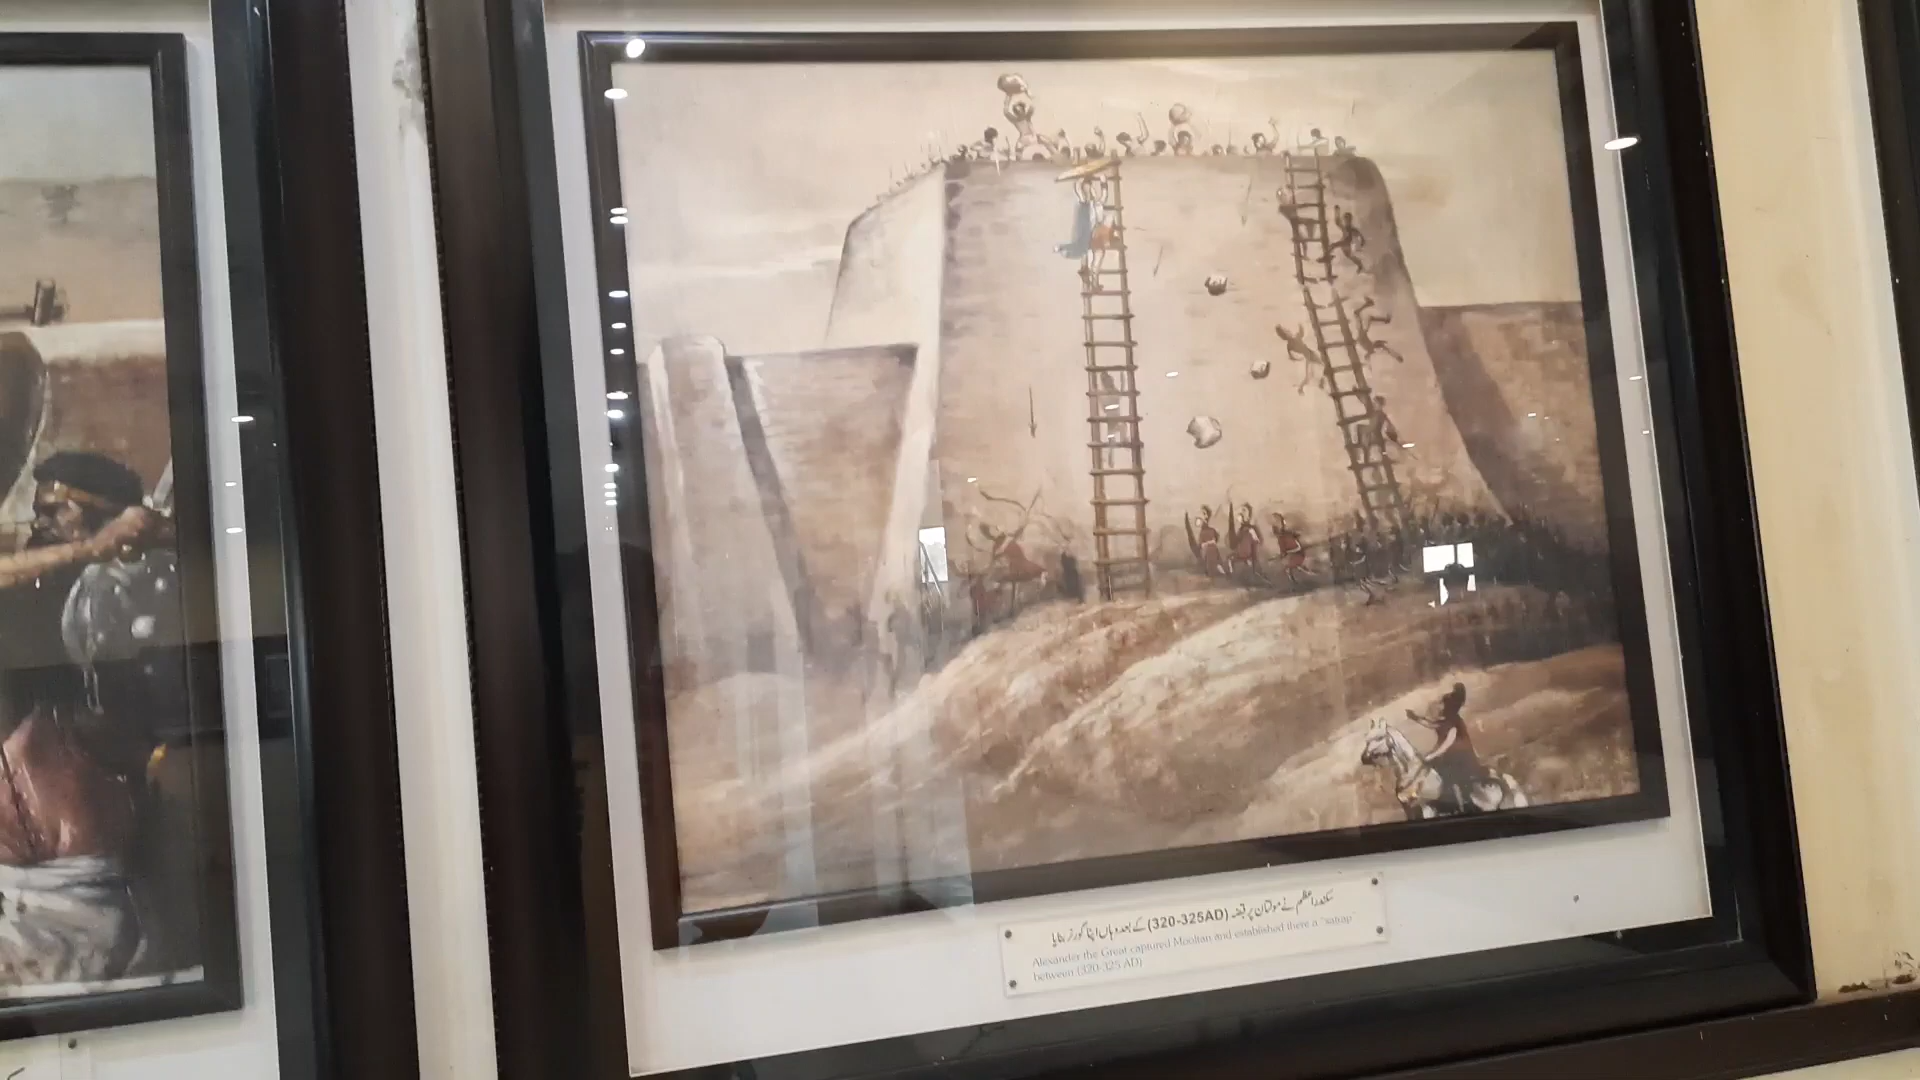 سکندر اعظم نے مولتان پر قبضہ (320-325AD) کے بعد وہاں اپنا گورنر بنایا
Alexander the Great captured Mooltan and established there a "satrap"
between (320-325 AD)